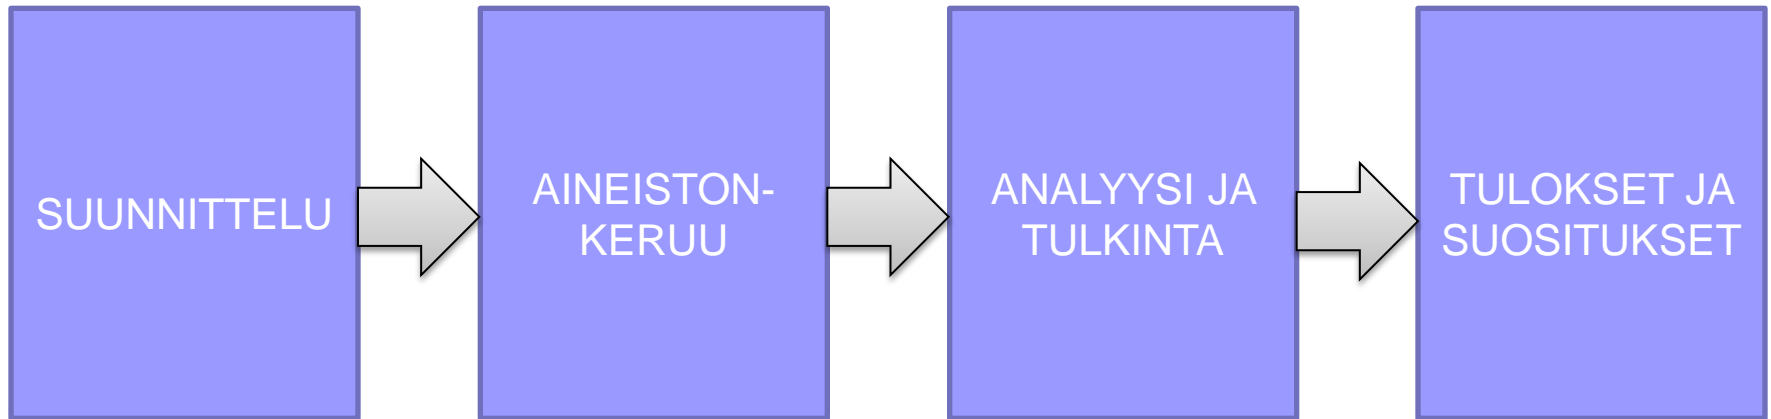 SUUNNITTELU
AINEISTON-
KERUU
ANALYYSI JA
TULKINTA
TULOKSET JA
SUOSITUKSET